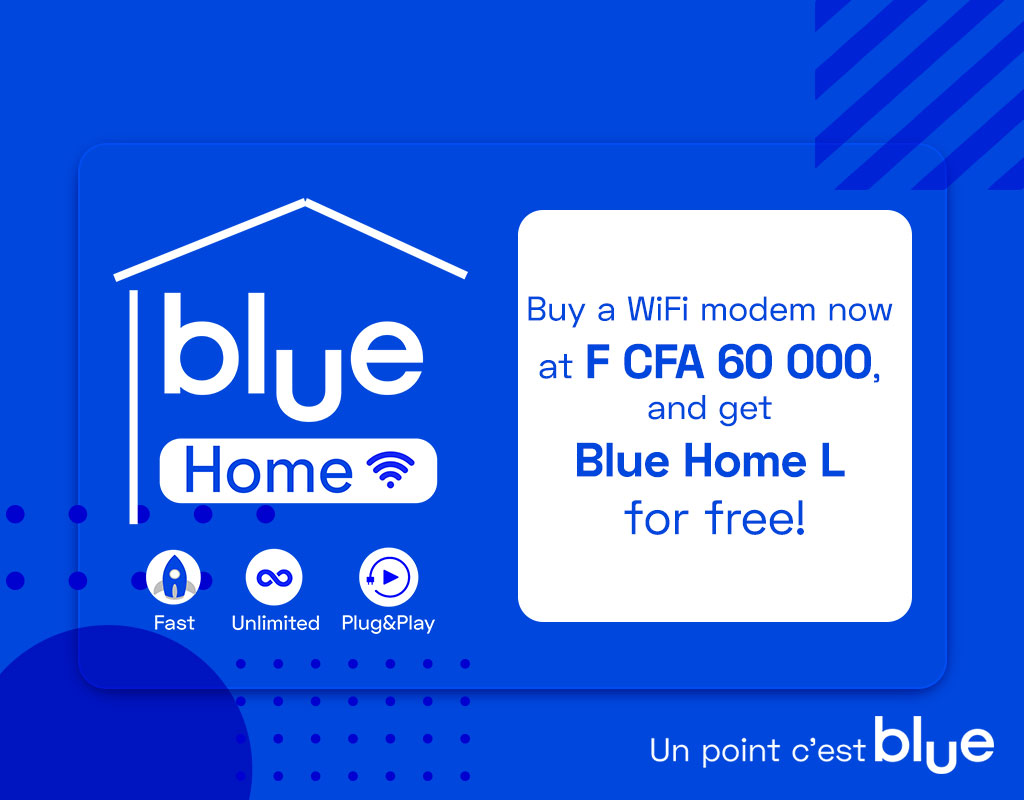 blue
Home
Fast
Unlimited
Plug&Play
Buy a WiFi modem now
at F CFA 60 000,
and get
Blue Home L
for free!
Un point c'est blue